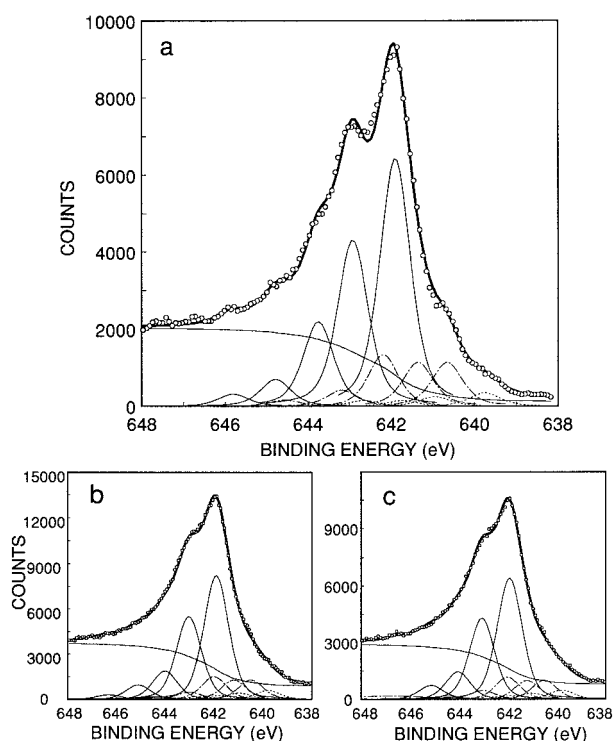 a
10000
8000
6000
4000
2000
0
COUNTS
648 646 644 642 640 638
BINDING ENERGY (eV)
b
15000
12000
9000
6000
3000
0
COUNTS
648 646 644 642 640 638
BINDING ENERGY (eV)
c
9000
6000
3000
0
648 646 644 642 640 638
BINDING ENERGY (eV)